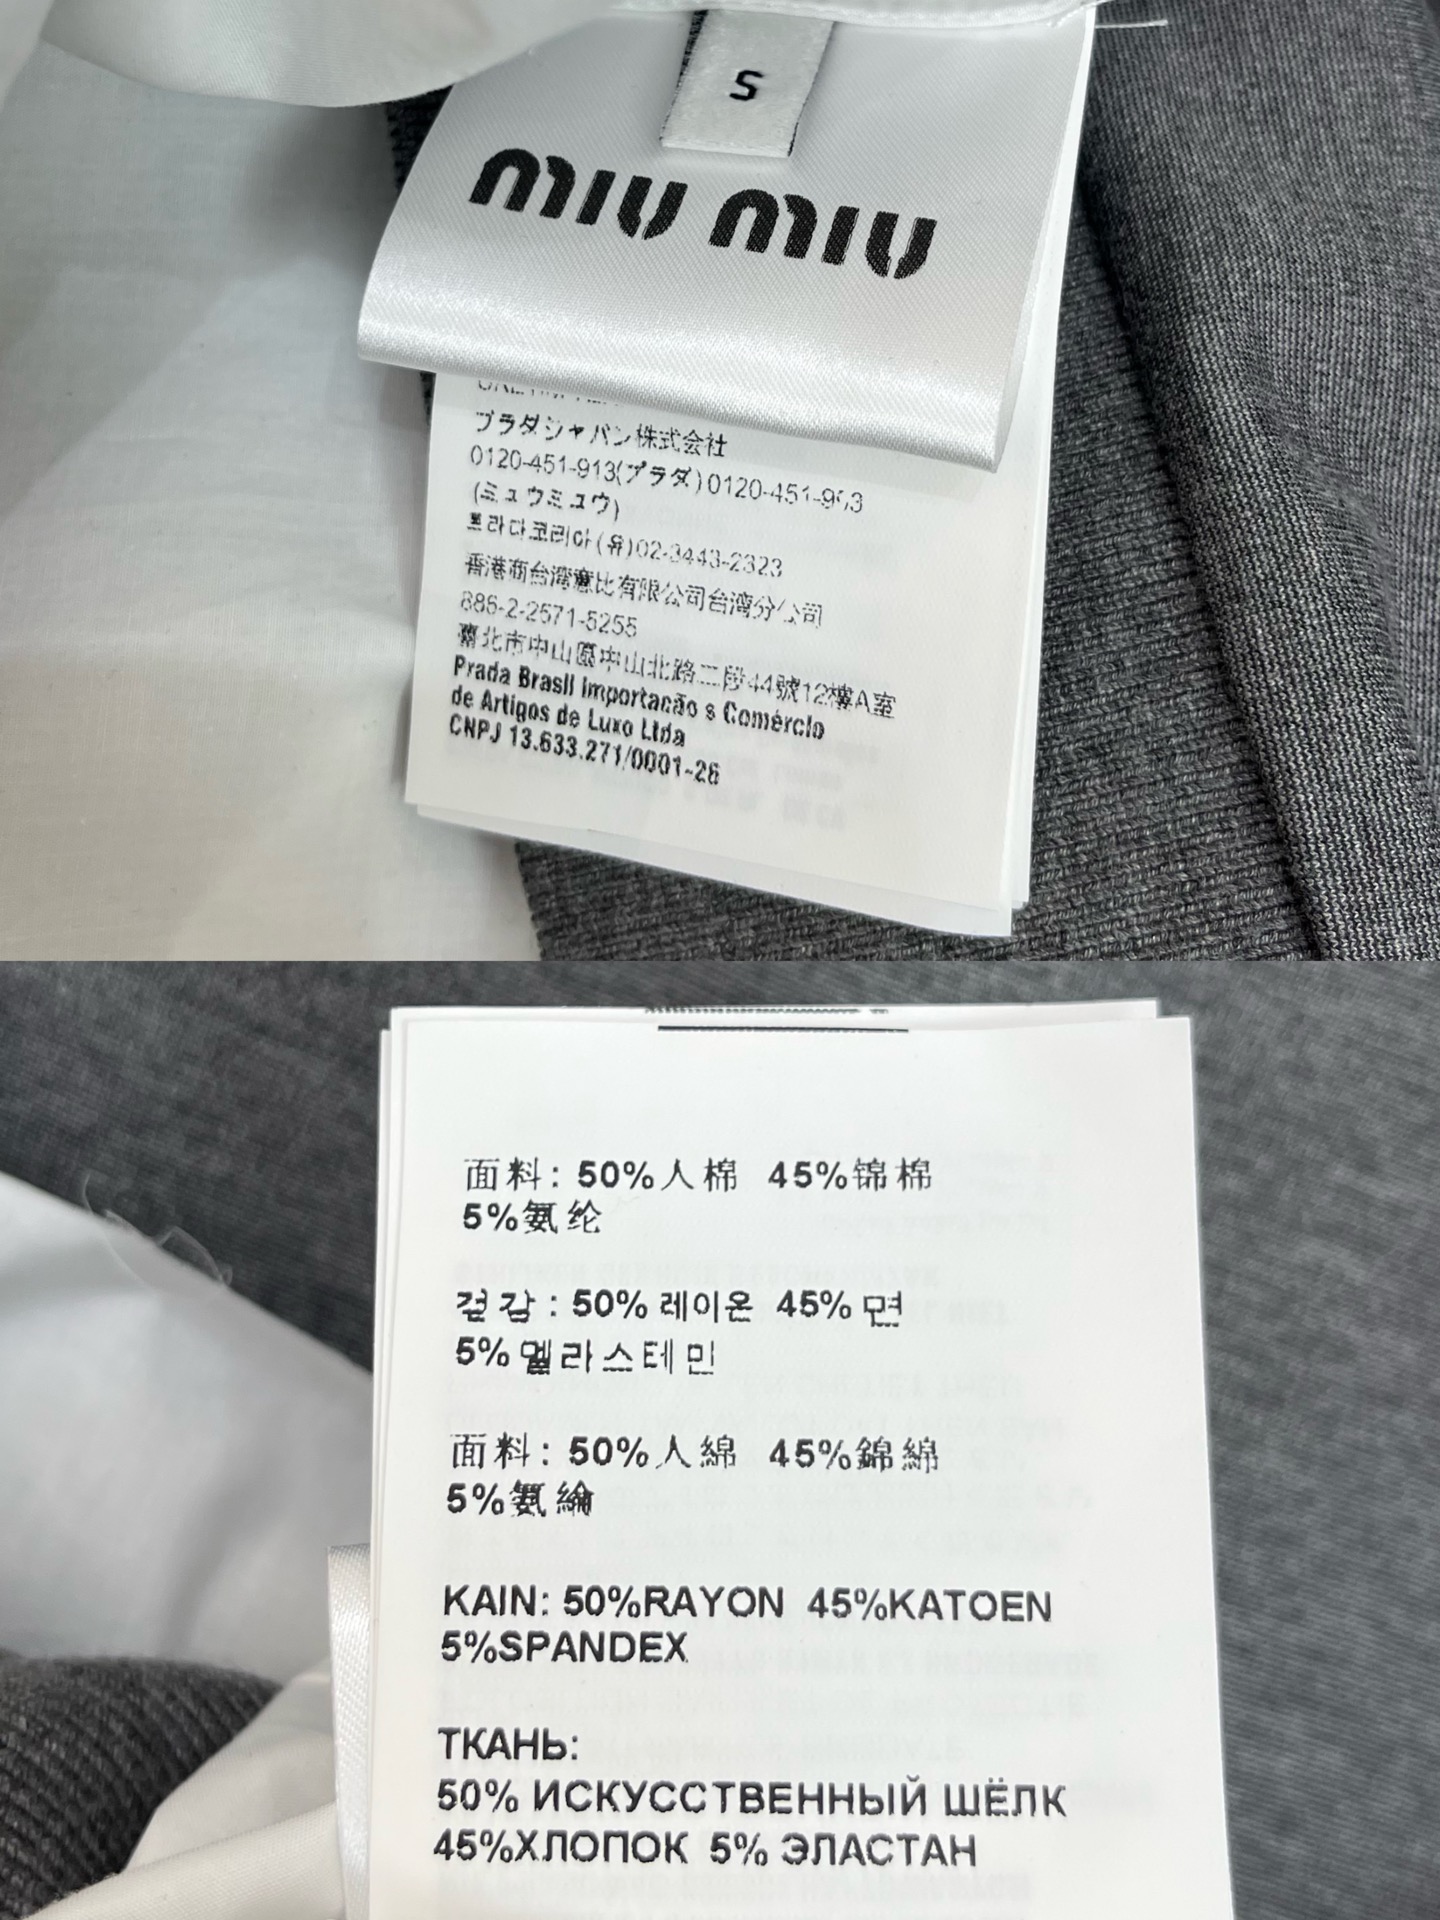 S
miu miu
プラダジャパン株式会社
0120-451-913(プラダ)0120-451-9
(ミュウミュウ)
프라다코리아(유)02-3443-2323
香港商台湾意比有限公司台湾分公司
886-2-2571-5255
臺北市中山區中山北路二段44號12樓A室
Prada Brasil Importacão s Comércio
de Artigos de Luxo Ltda
CNPJ 13.633.271/0001-26
面料: 50%人棉 45%锦棉
5%氨纶
겉감: 50%레이온 45%면
5%멜라스테민
面料: 50%人綿 45%錦綿
5%氨綸
KAIN: 50%RAYON 45%KATOEN
5%SPANDEX
ТКАНЬ:
50% ИСКУССТВЕННЫЙ ШЁЛК
45%ХЛОПОК 5% ЭЛАСТАН